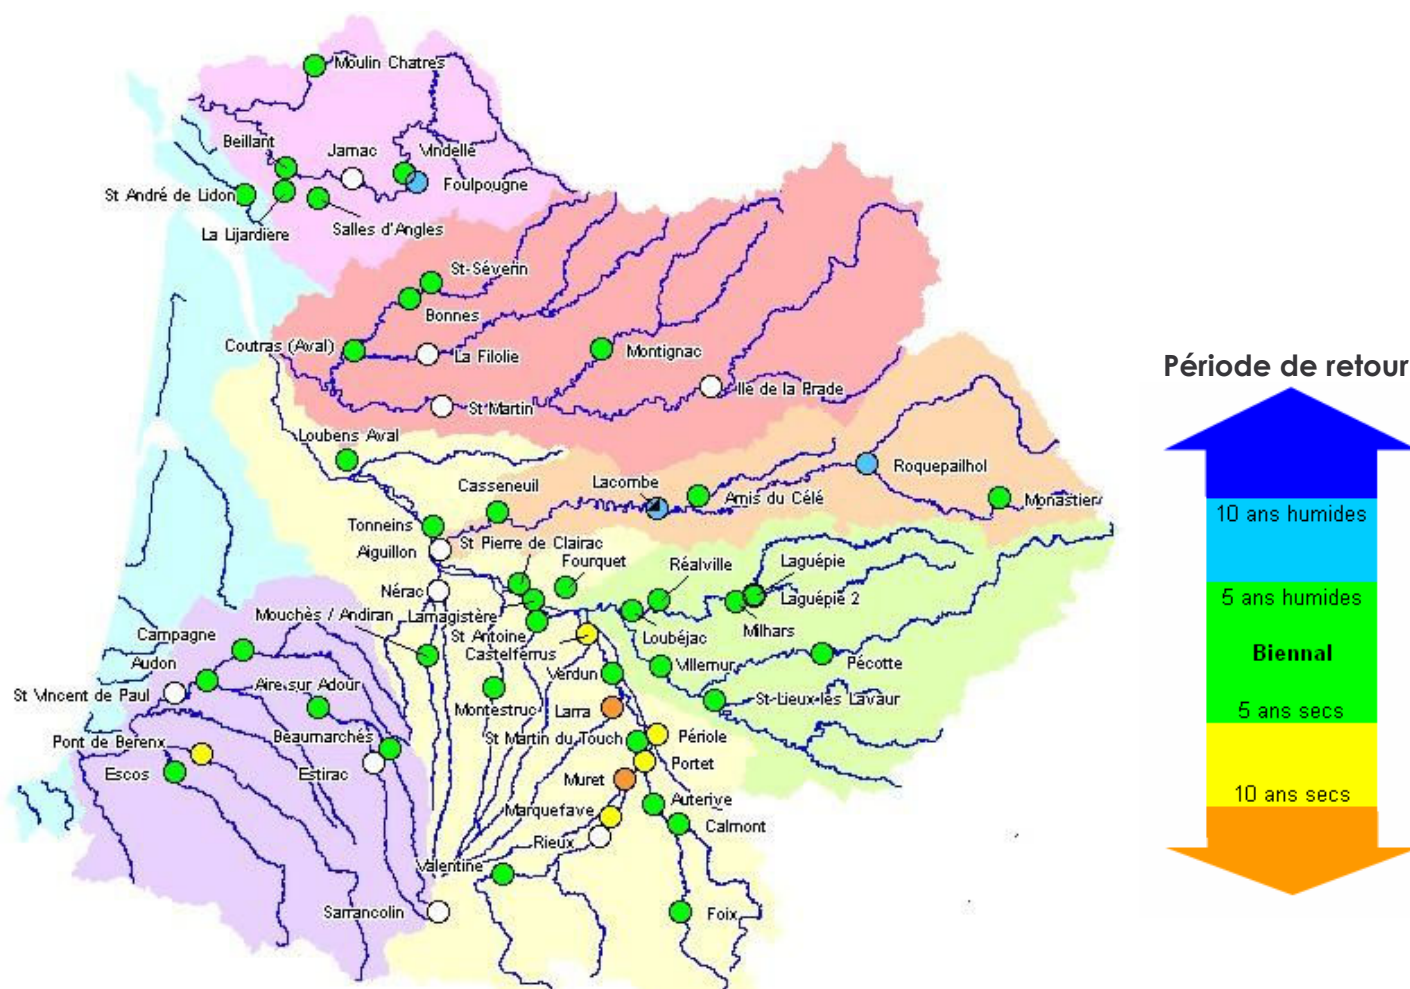 Moulin Chatres
Beillant
Jarnac
Vindelle
St André de Lidon
Foulpougne
La Lijardière
Salles d'Angles
St-Séverin
Bonnes
Coutras (Aval)
La Filolie
Montignac
Ile de la Prade
St Martin
Loubens Aval
Casseneuil
Lacombe
Amis du Célé
Roquepailhol
Monastier
Tonneins
Aiguillon
St Pierre de Clairac
Fourquet
Réalville
Laguépie
Nérac
Lamagistère
Laguépie 2
Mouchès / Andiran
St Antoine
Loubéjac
Milhars
Campagne
Castelferrus
Villemur
Pécotte
Audon
Verdun
St Vincent de Paul
Aire sur Adour
Montestruc
Larra
St-Lieux-lès Lavaur
Pont de Berenx
Beaumarchés
St Martin du Touch
Périole
Escos
Estirac
Muret
Portet
Marquefave
Auterive
Calmont
Rieux
Valentine
Sarrancolin
Foix
Période de retour
10 ans humides
5 ans humides
Biennal
5 ans secs
10 ans secs